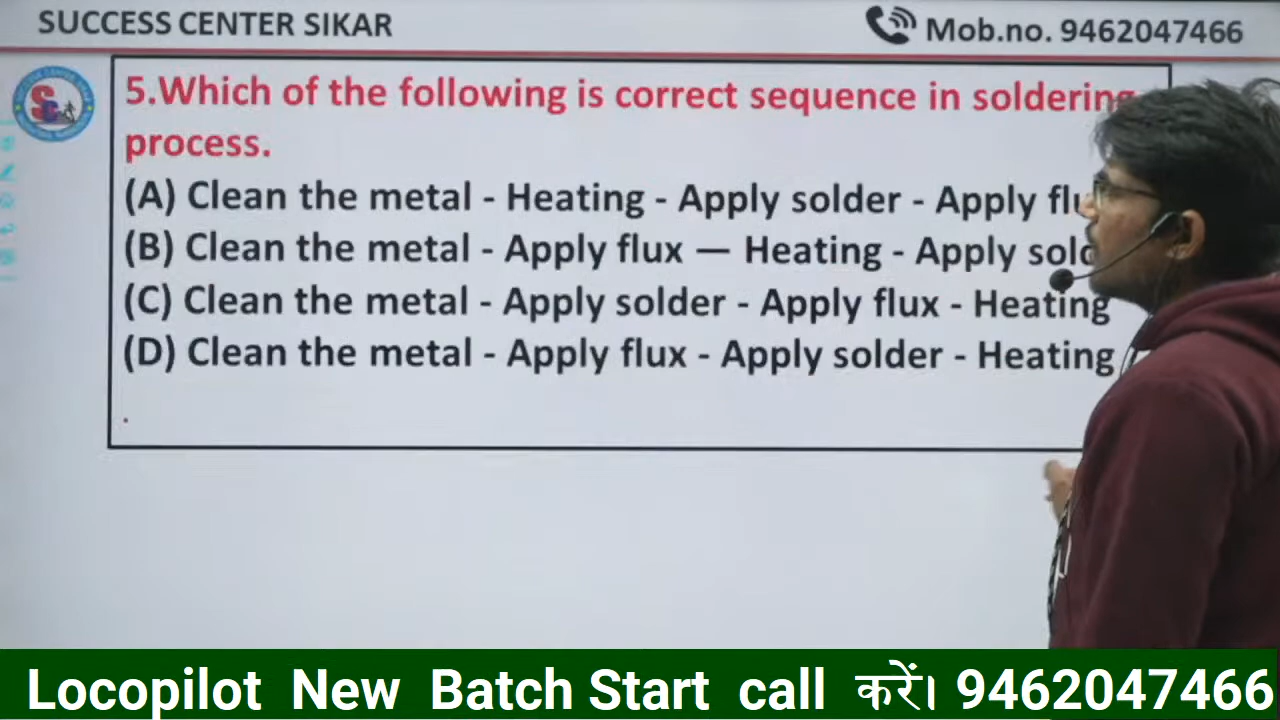 SUCCESS CENTER SIKAR
Mob.no. 9462047466
5.Which of the following is correct sequence in soldering
process.
(A) Clean the metal - Heating - Apply solder - Apply
(B) Clean the metal - Apply flux — Heating - Apply
(C) Clean the metal - Apply solder - Apply flux - Heating
(D) Clean the metal - Apply flux - Apply solder - Heating
.
Locopilot New Batch Start call करें। 9462047466